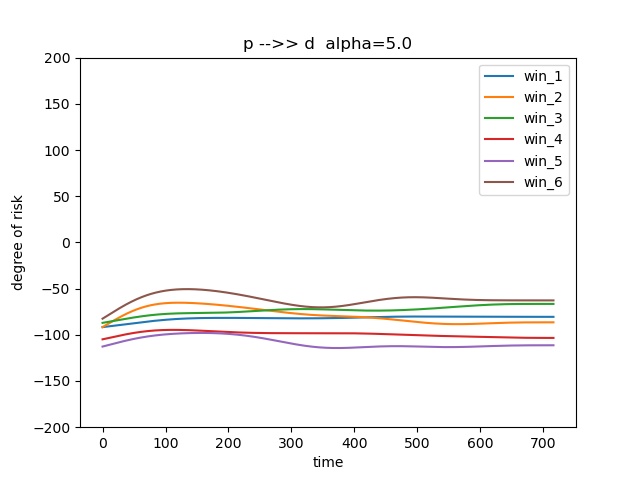 p -->> d  alpha=5.0
200
150
100
50
0
−50
−100
−150
−200
degree of risk
0 100 200 300 400 500 600 700
time
win_1
win_2
win_3
win_4
win_5
win_6